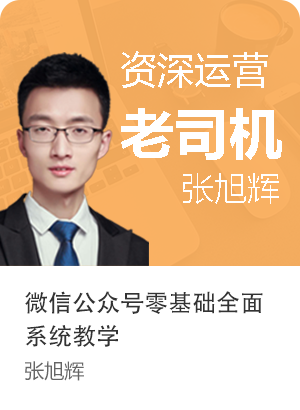 资深运营
老司机
张旭辉
微信公众号零基础全面
系统教学
张旭辉